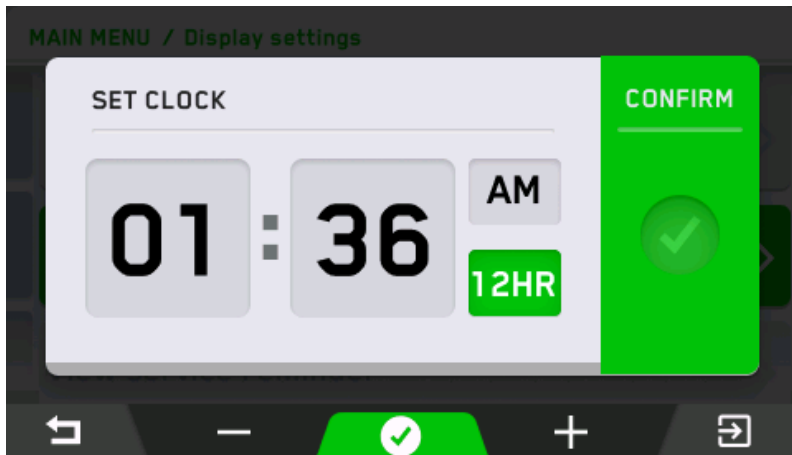 MAIN MENU / Display settings
SET CLOCK
CONFIRM
01 : 36
AM
12HR